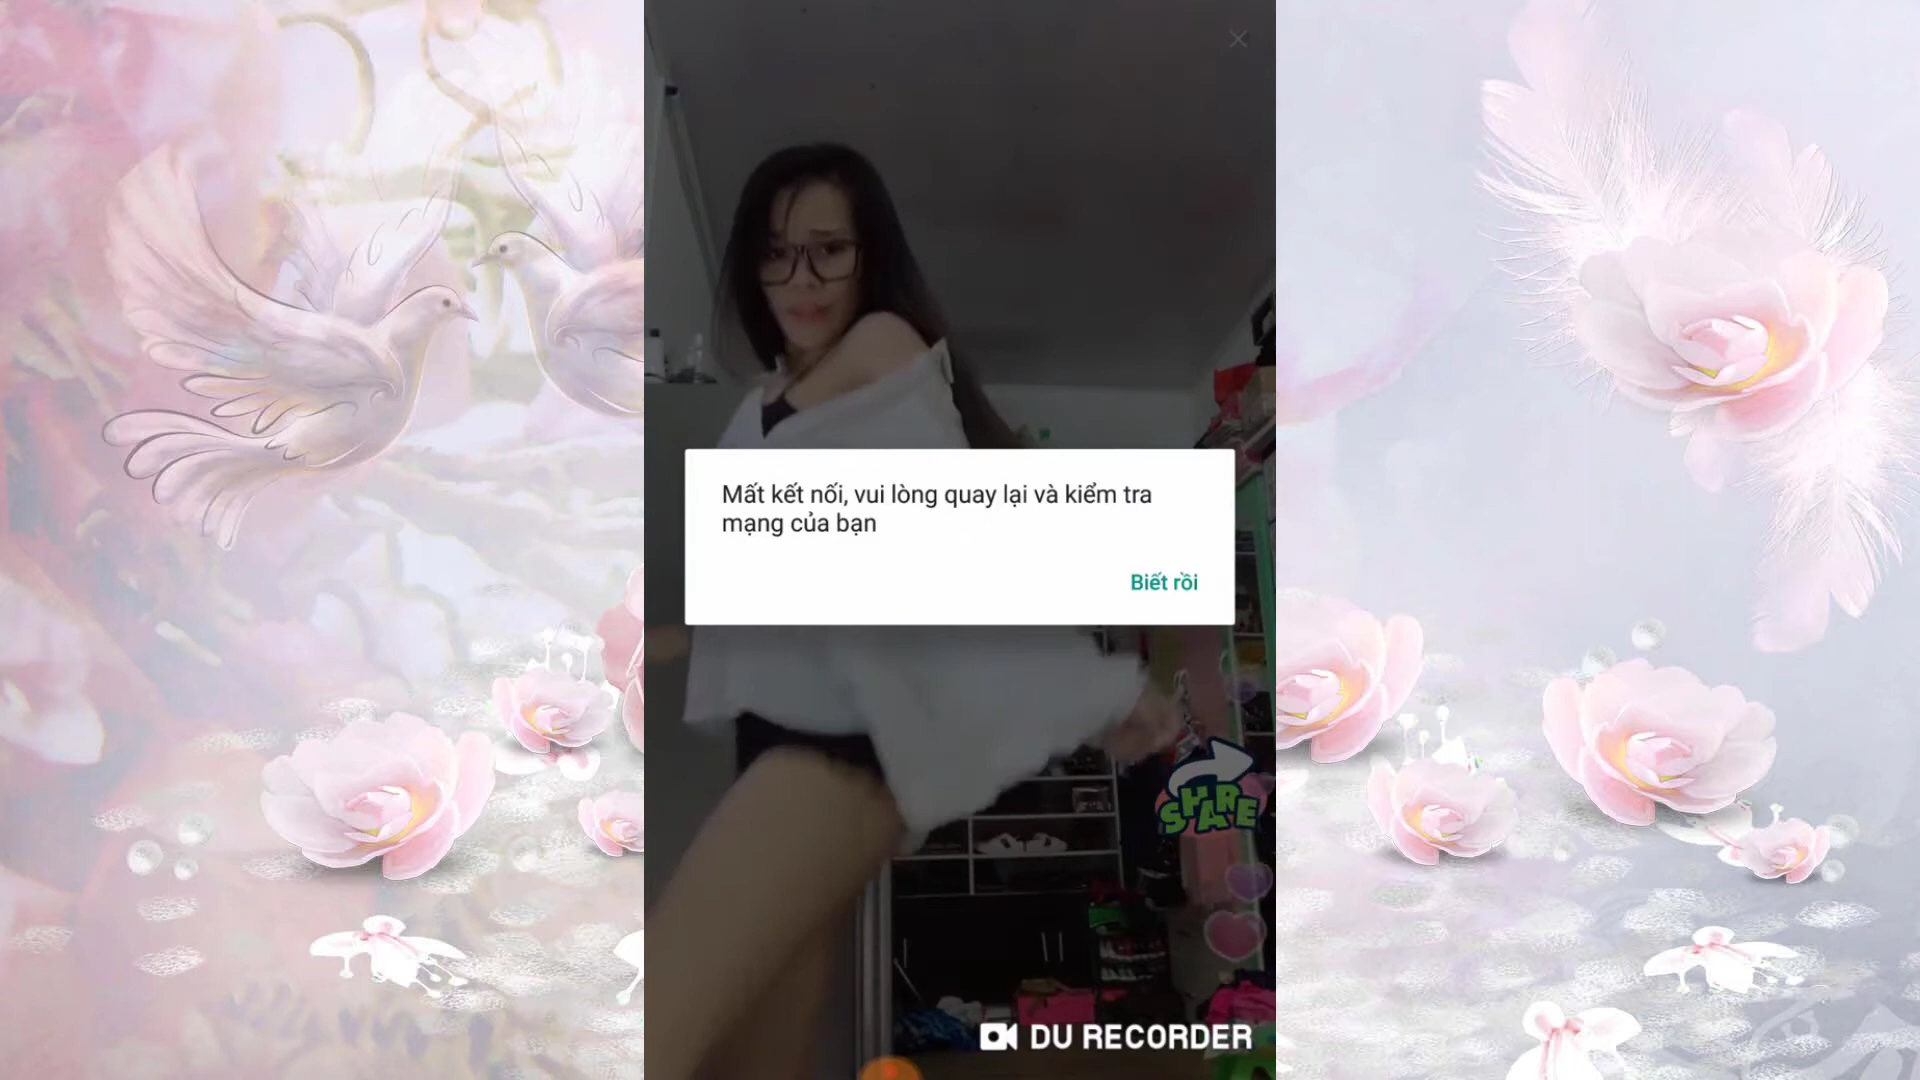 Mất kết nối, vui lòng quay lại và kiểm tra
mạng của bạn
Biết rồi
SHARE
DU RECORDER